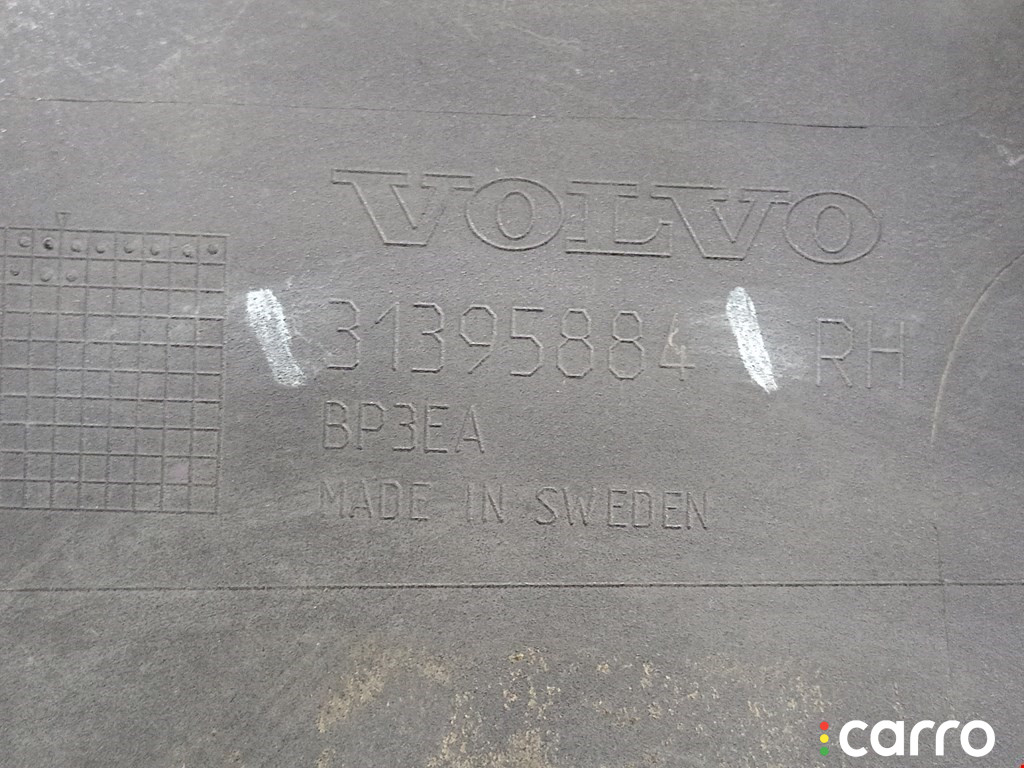 VOLVO
31395884 RH
BP3EA
MADE IN SWEDEN
carro